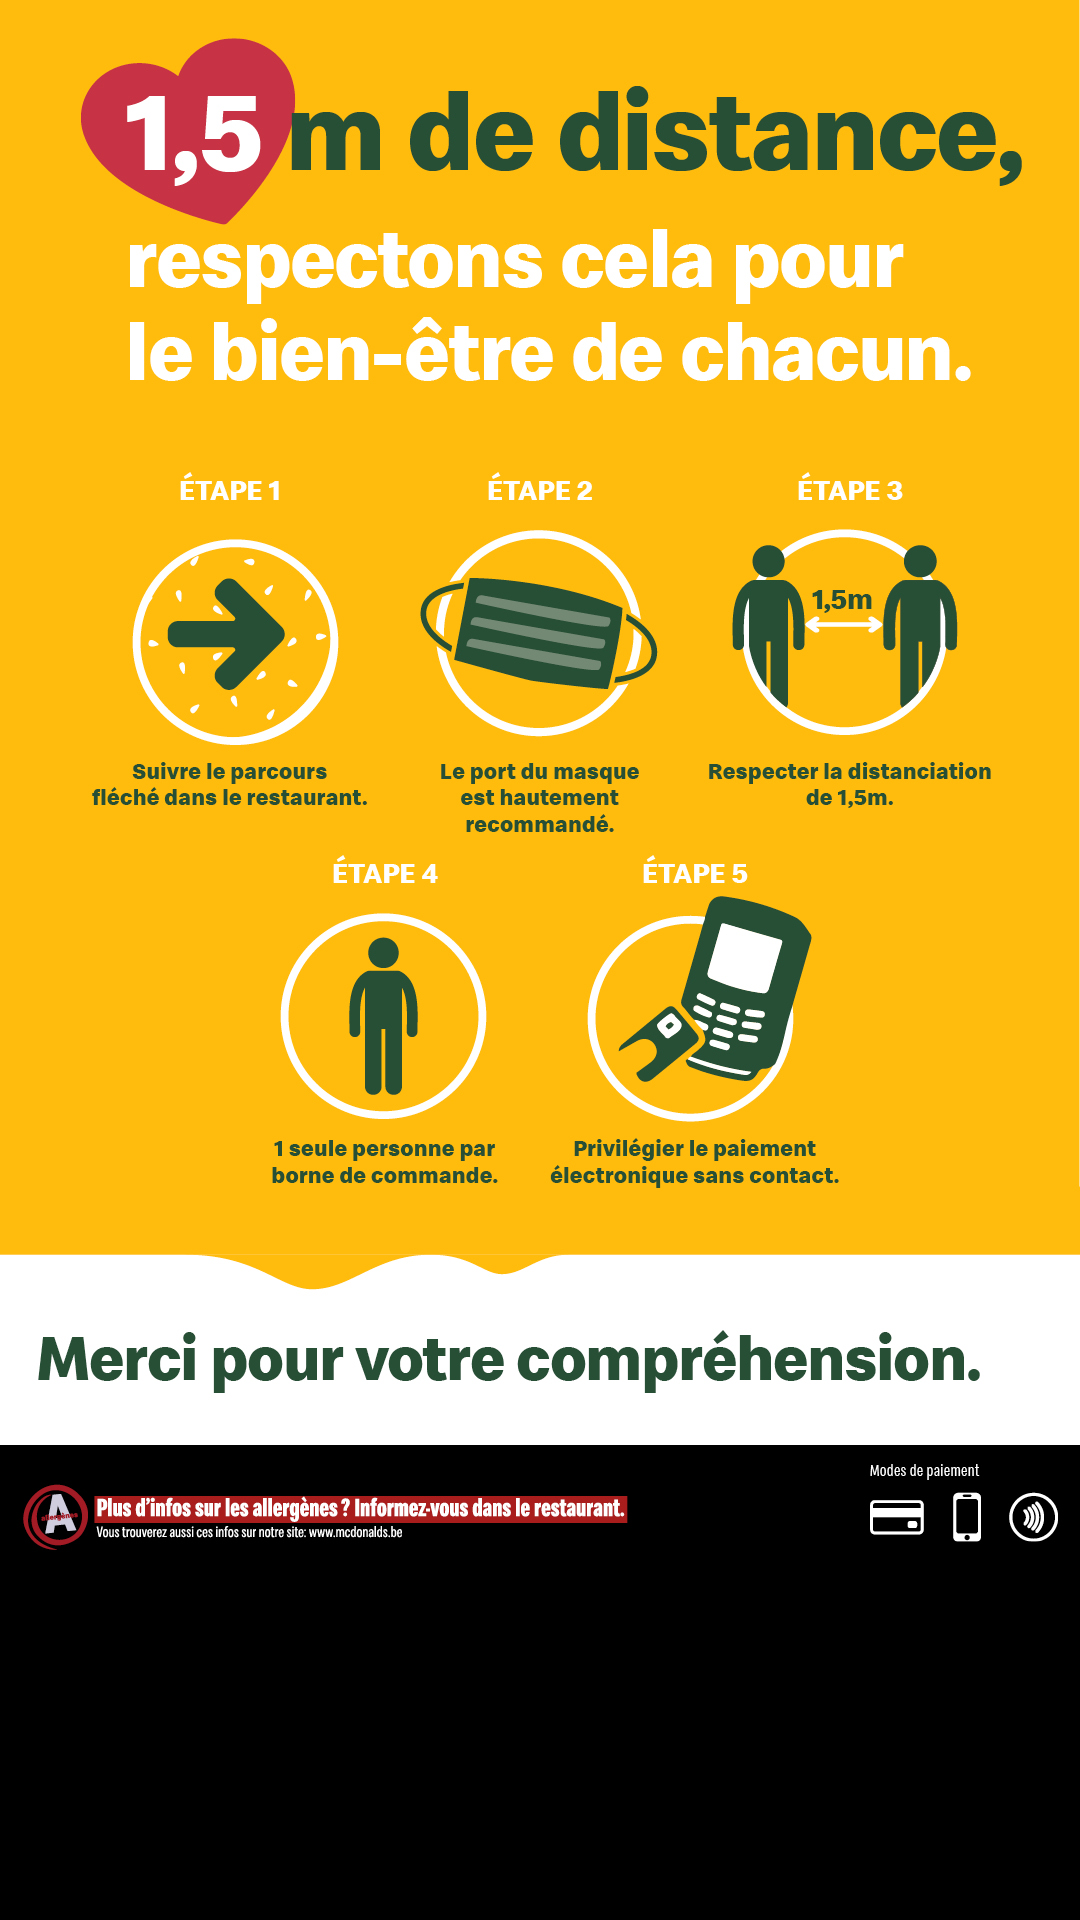 1,5 m de distance,
respectons cela pour
le bien-être de chacun.
ÉTAPE 1
Suivre le parcours
fléché dans le restaurant.
ÉTAPE 2
Le port du masque
est hautement
recommandé.
ÉTAPE 3
1,5m
Respecter la distanciation
de 1,5m.
ÉTAPE 4
1 seule personne par
borne de commande.
ÉTAPE 5
Privilégier le paiement
électronique sans contact.
Merci pour votre compréhension.
Modes de paiement
A
allergènes
Plus d'infos sur les allergènes ? Informez-vous dans le restaurant.
Vous trouverez aussi ces infos sur notre site: www.mcdonalds.be